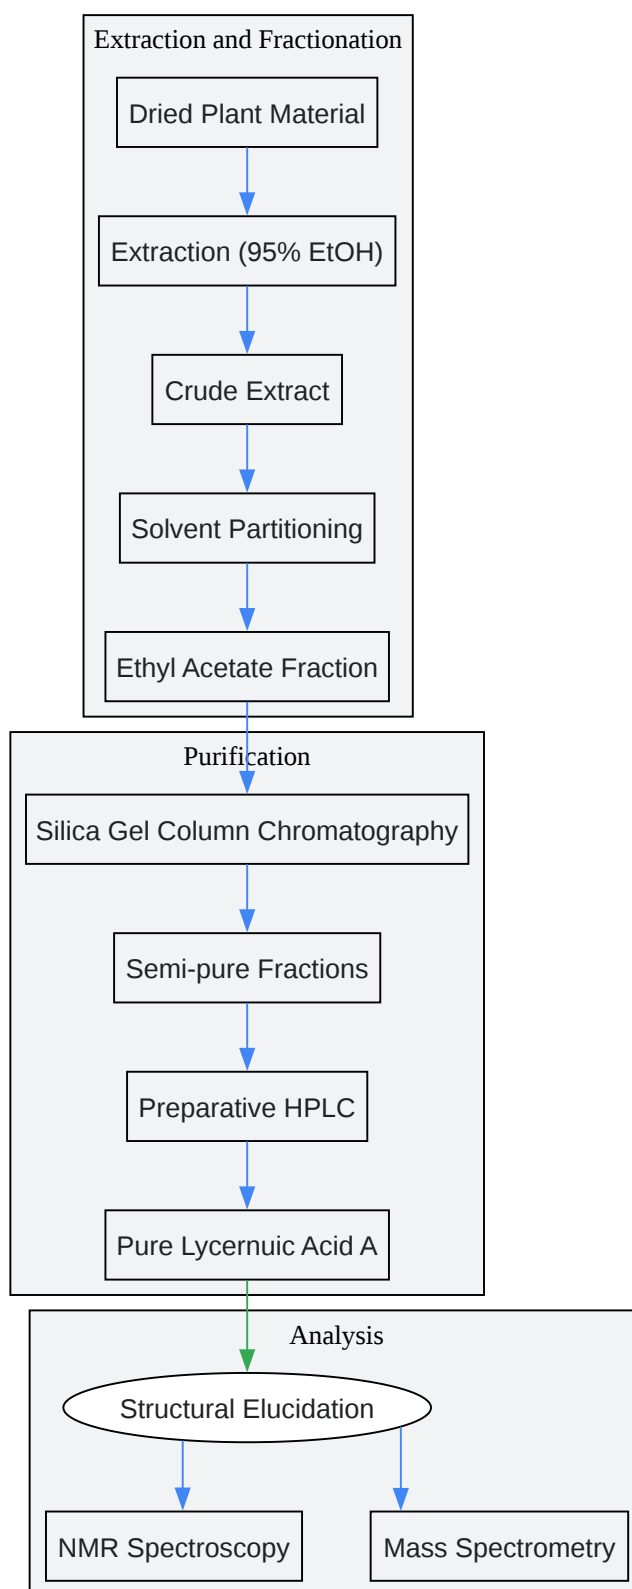 Extraction and Fractionation
Dried Plant Material
Extraction (95% EtOH)
Crude Extract
Solvent Partitioning
Ethyl Acetate Fraction
Purification
Silica Gel Column Chromatography
Semi-pure Fractions
Preparative HPLC
Pure Lycernuic Acid A
Analysis
Structural Elucidation
NMR Spectroscopy
Mass Spectrometry